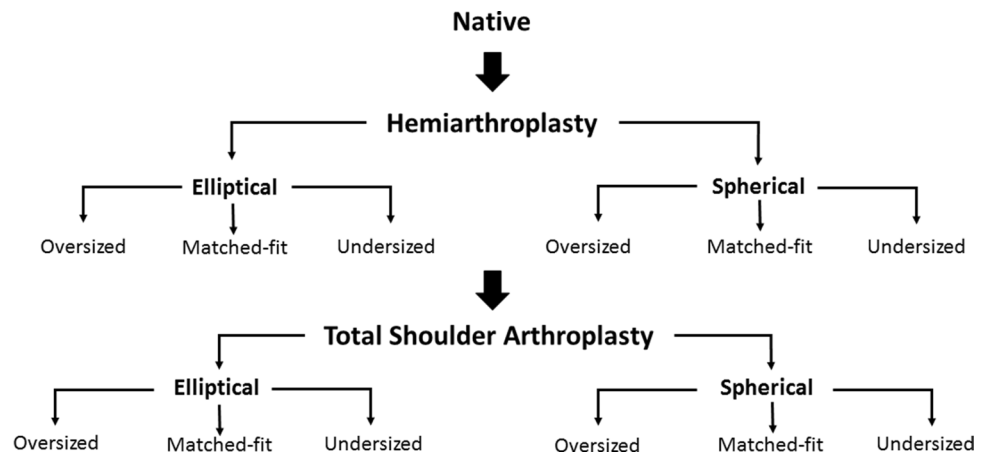 Native
Hemiarthroplasty
Elliptical Spherical
Oversized Matched-fit Undersized Oversized Matched-fit Undersized
Total Shoulder Arthroplasty
Elliptical Spherical
Oversized Matched-fit Undersized Oversized Matched-fit Undersized